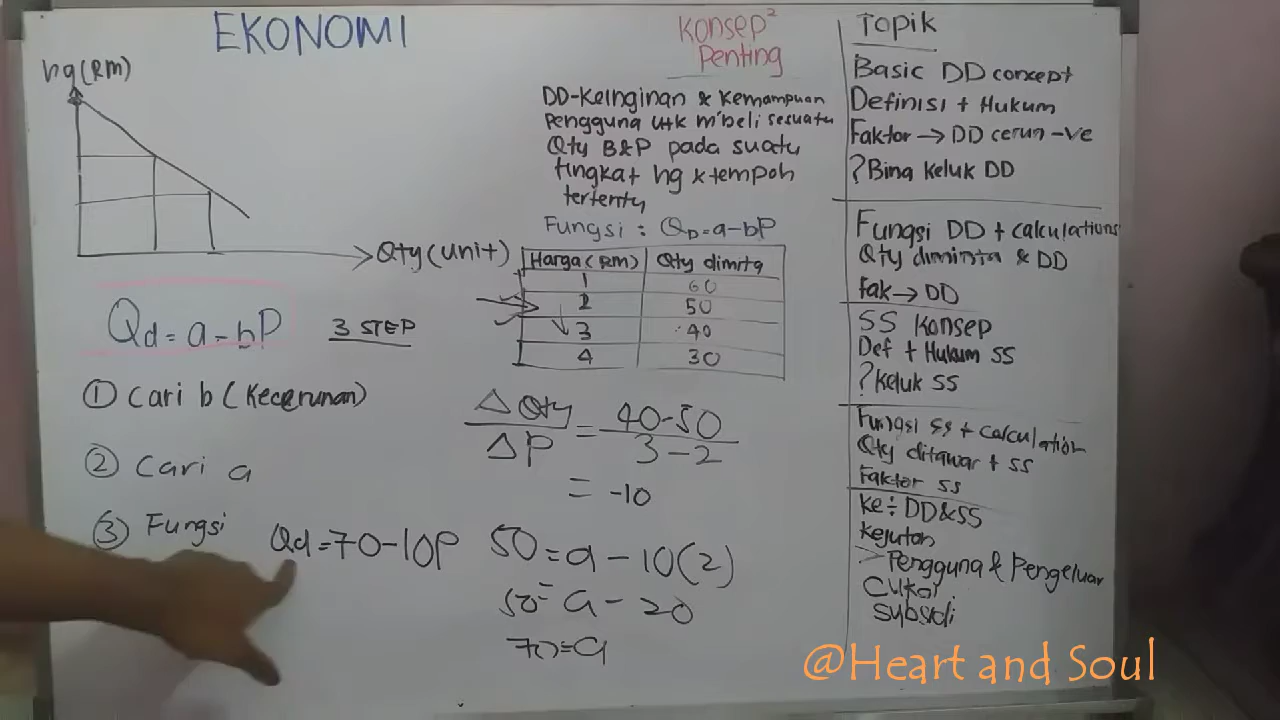 EKONOMI
hg(RM)
Qty(unit)
Qd=a-bP
3 STEP
① Cari b (Kecerunan)
② Cari a
③ Fungsi
Qd=70-10P
Konsep²
Penting
DD-Keinginan & Kemampuan
Pengguna utk m'beli sesuatu
Qty B&P pada suatu
tingkat hg x tempoh
tertentu
Fungsi : QD=a-bP
Harga(RM) Qty diminta
1 60
2 50
3 40
4 30
ΔQty/ΔP = 40-50/3-2
= -10
50=a-10(2)
50=a-20
70=a
Topik
Basic DD concept
Definisi + Hukum
Faktor → DD cerun -ve
? Bina Keluk DD
Fungsi DD + calculations
Qty diminta & DD
Fak → DD
SS Konsep
Def + Hukum SS
? Keluk SS
Fungsi SS + calculation
Qty ditawar + SS
Faktor SS
Ke÷ DD&SS
Kejutan
> Pengguna & Pengeluar
Cukai
Subsidi
@Heart and Soul